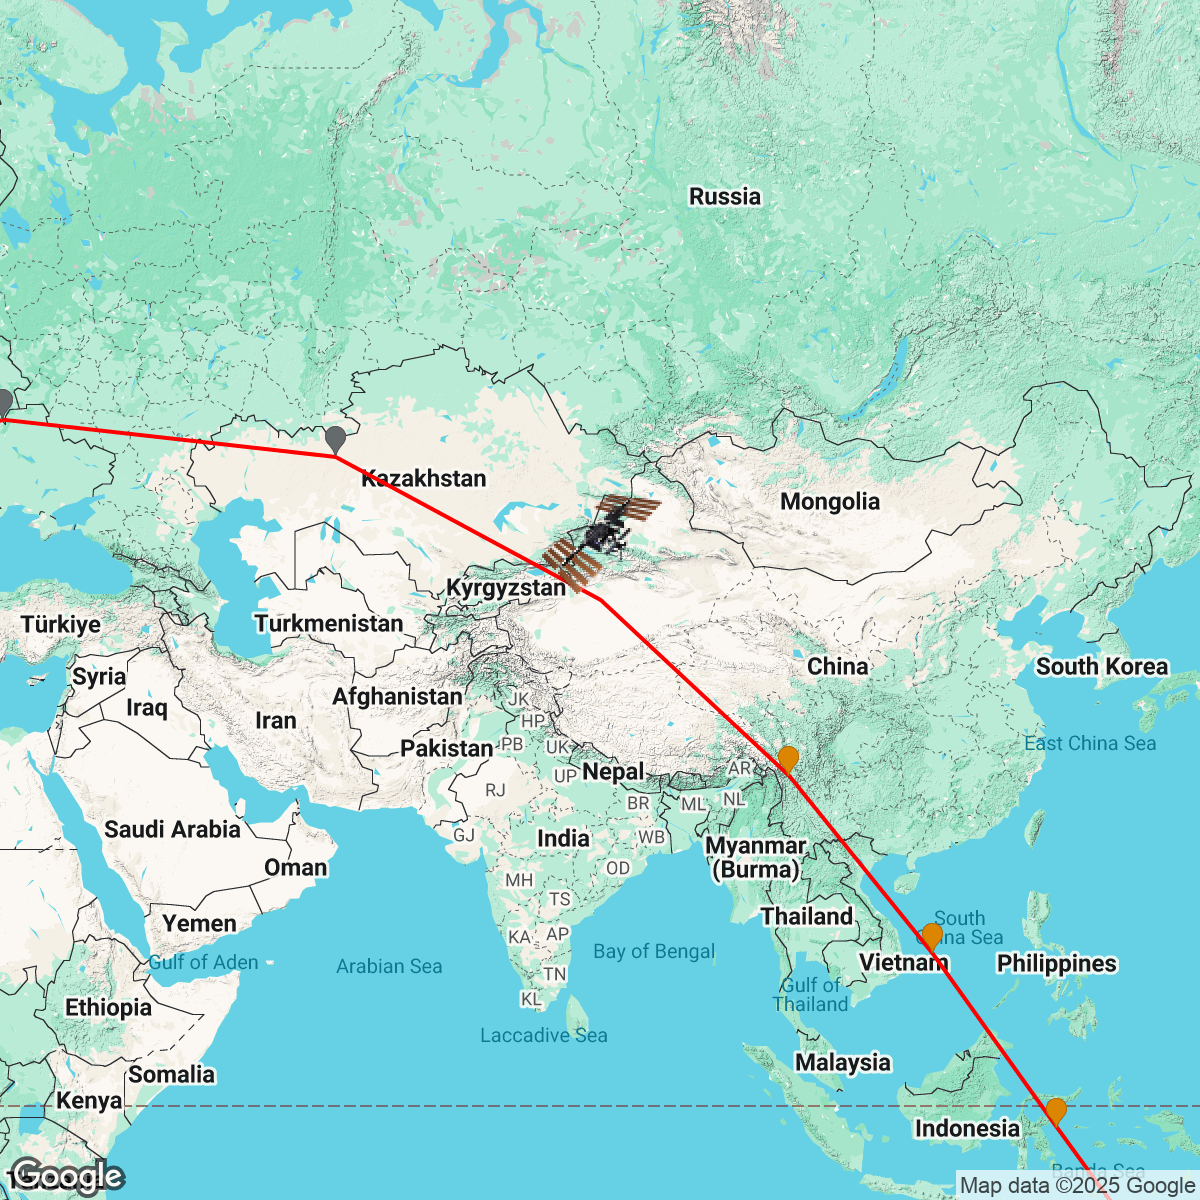 Russia
Kazakhstan
Mongolia
Kyrgyzstan
Türkiye
Turkmenistan
China
South Korea
Syria
Afghanistan
JK
Iraq
Iran
HP
East China Sea
Pakistan
PB
UK
Nepal
AR
UP
RJ
BR
ML
NL
Saudi Arabia
GJ
India
WB
Myanmar
(Burma)
Oman
OD
MH
TS
Yemen
Thailand
South
China Sea
KA
AP
Bay of Bengal
Gulf of Aden
Arabian Sea
Vietnam
Philippines
TN
Gulf of
Thailand
KL
Ethiopia
Laccadive Sea
Malaysia
Somalia
Kenya
Indonesia
Banda Sea
Google
Map data ©2025 Google